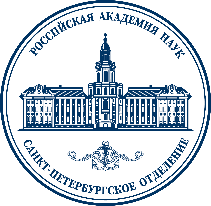 РОССИЙСКАЯ АКАДЕМИЯ НАУК
САНКТ-ПЕТЕРБУРГСКОЕ ОТДЕЛЕНИЕ